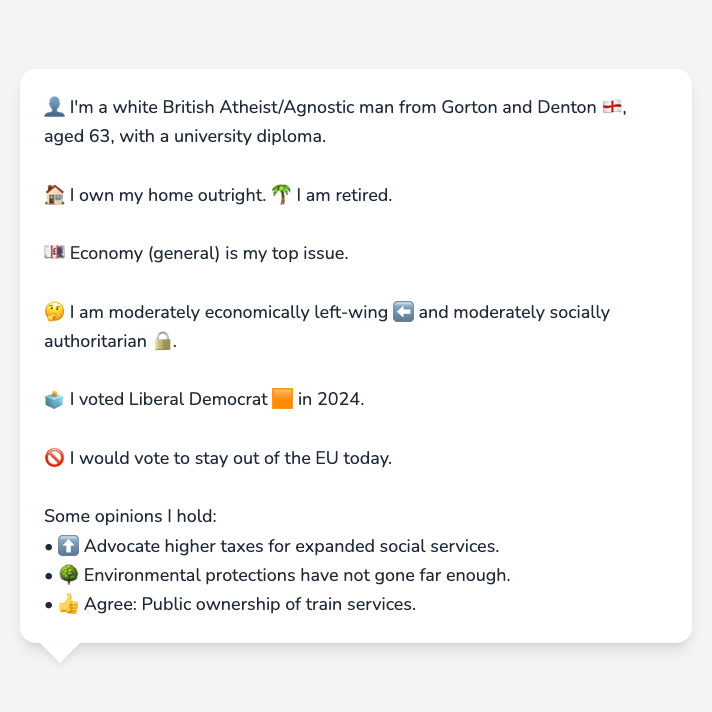 👤 I'm a white British Atheist/Agnostic man from Gorton and Denton 🏴󠁧󠁢󠁥󠁮󠁧󠁿,
aged 63, with a university diploma.
🏠 I own my home outright. 🌴 I am retired.
💷 Economy (general) is my top issue.
🤔 I am moderately economically left-wing ⬅️ and moderately socially
authoritarian 🔒.
🗳️ I voted Liberal Democrat 🟧 in 2024.
🚫 I would vote to stay out of the EU today.
Some opinions I hold:
• ⬆️ Advocate higher taxes for expanded social services.
• 🌳 Environmental protections have not gone far enough.
• 👍 Agree: Public ownership of train services.